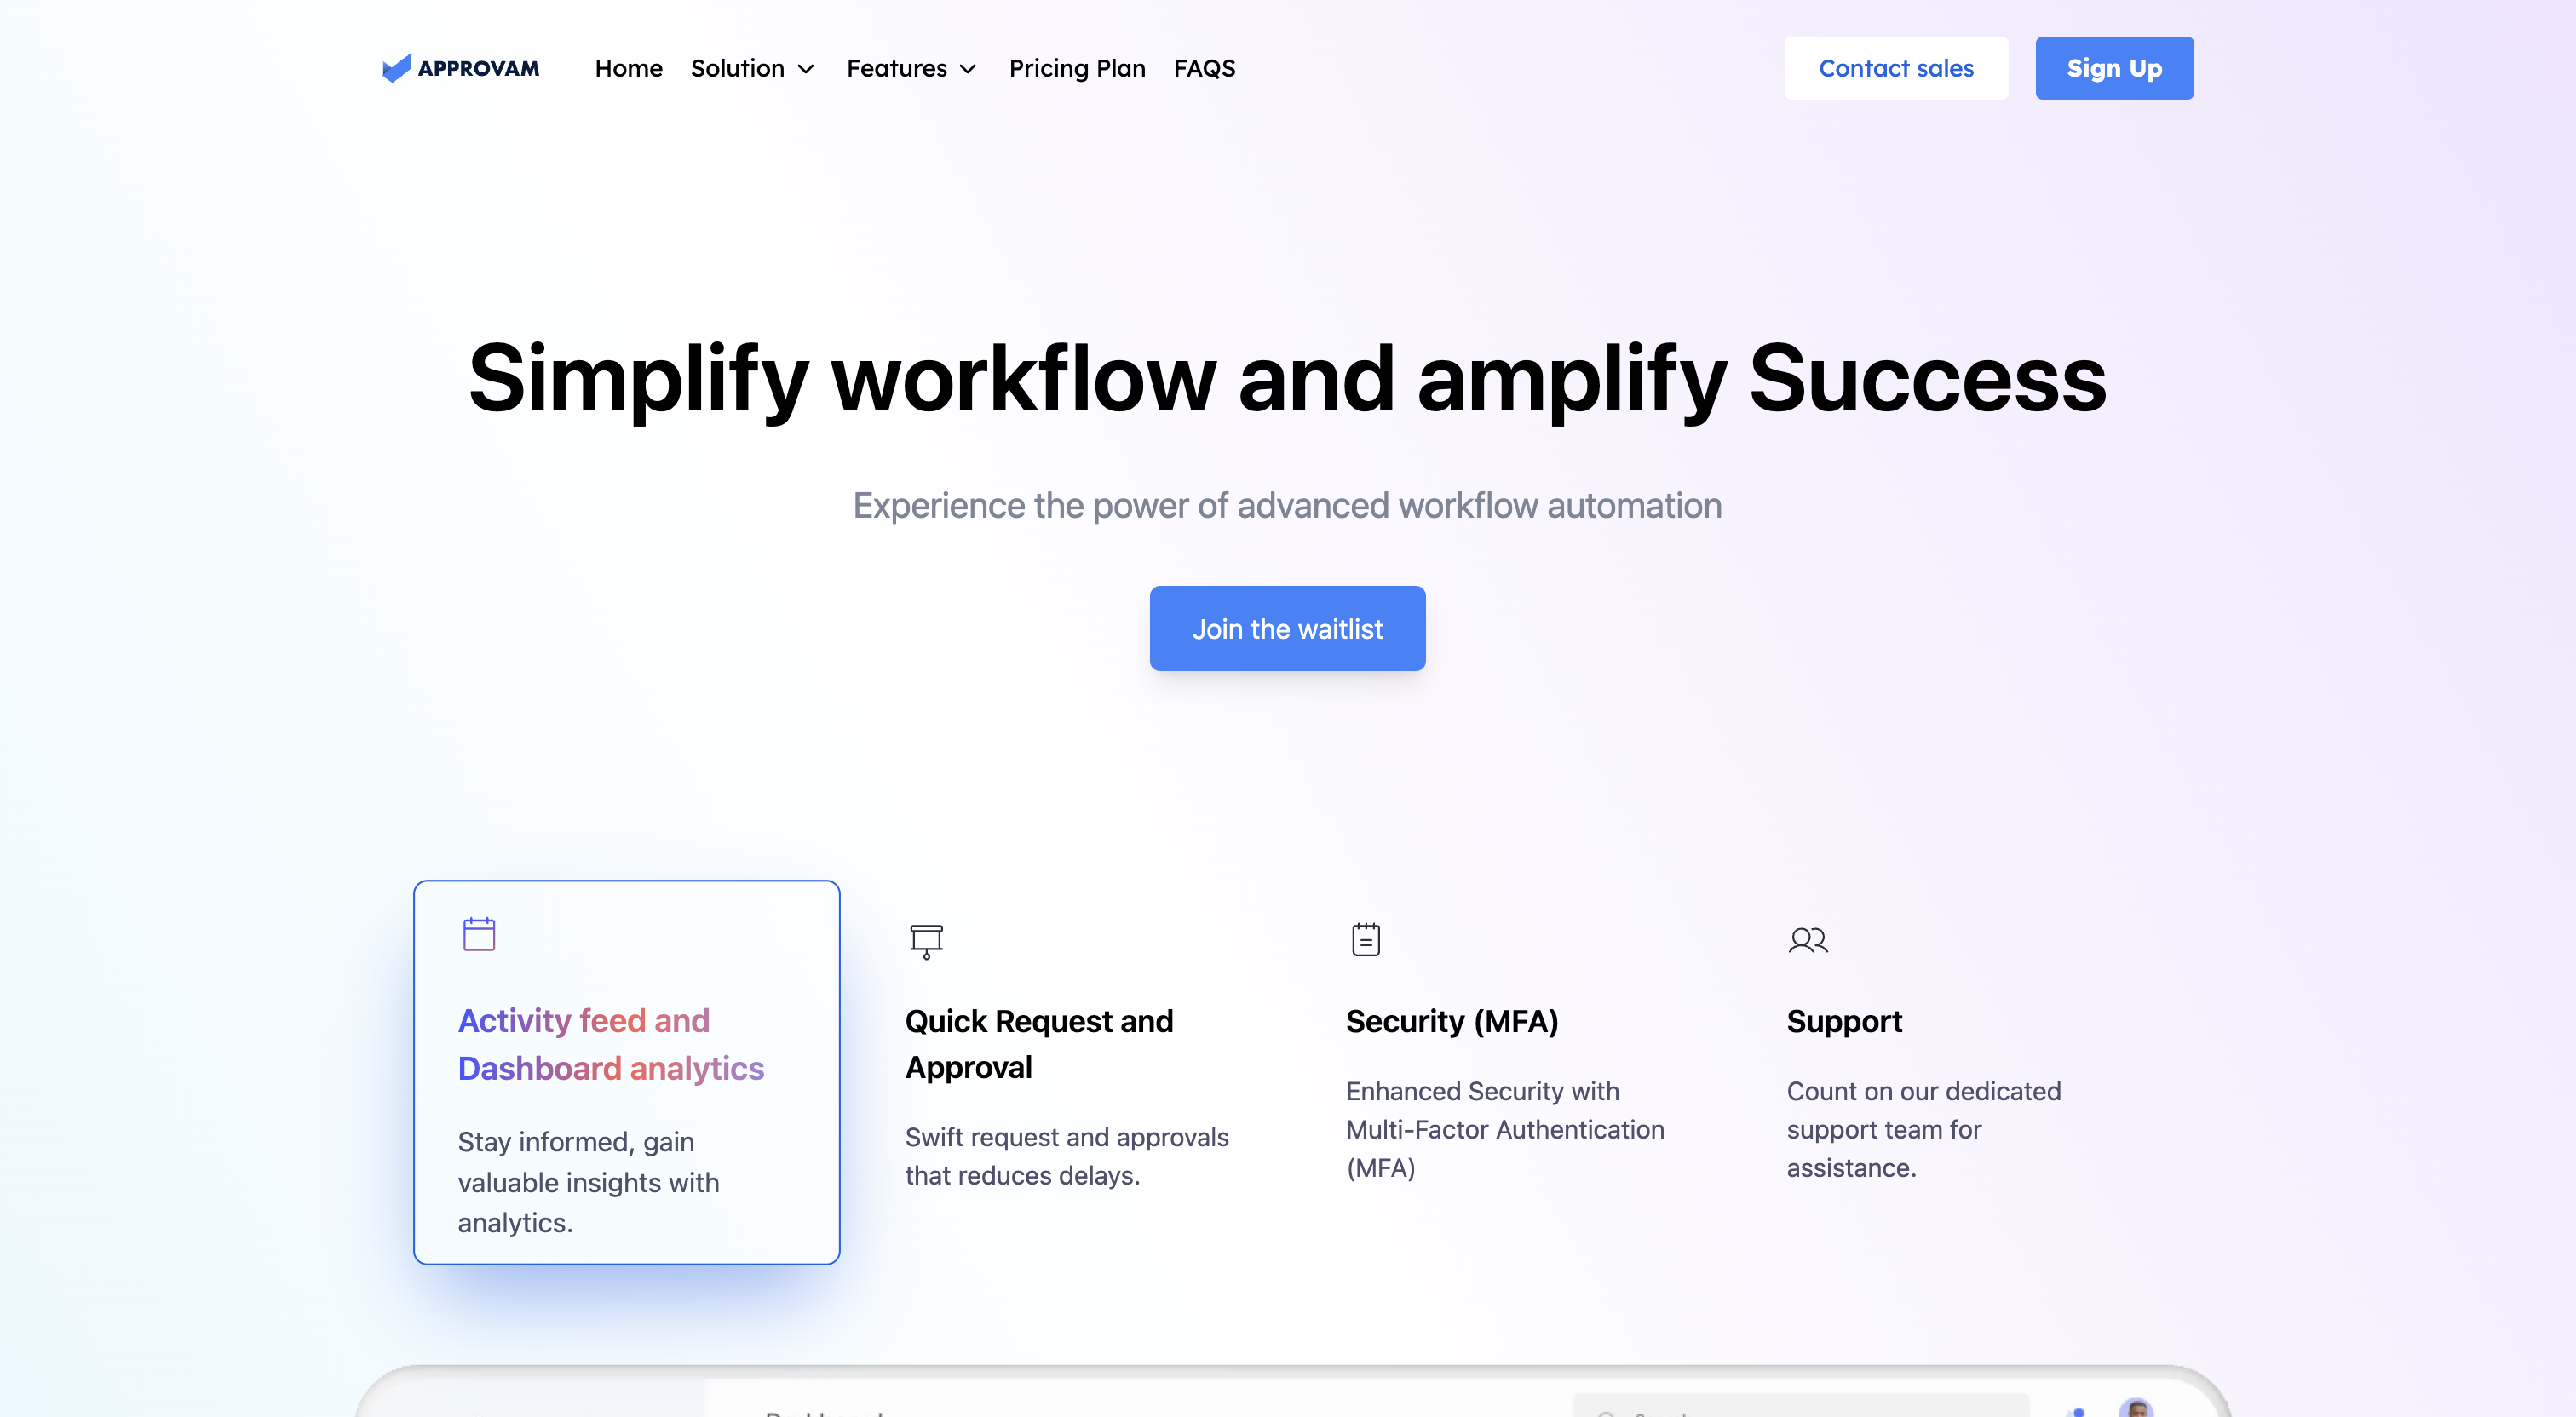 APPROVAM
Home
Solution
Features
Pricing Plan
FAQS
Contact sales
Sign Up
Simplify workflow and amplify Success
Experience the power of advanced workflow automation
Join the waitlist
Activity feed and
Dashboard analytics
Stay informed, gain
valuable insights with
analytics.
Quick Request and
Approval
Swift request and approvals
that reduces delays.
Security (MFA)
Enhanced Security with
Multi-Factor Authentication
(MFA)
Support
Count on our dedicated
support team for
assistance.